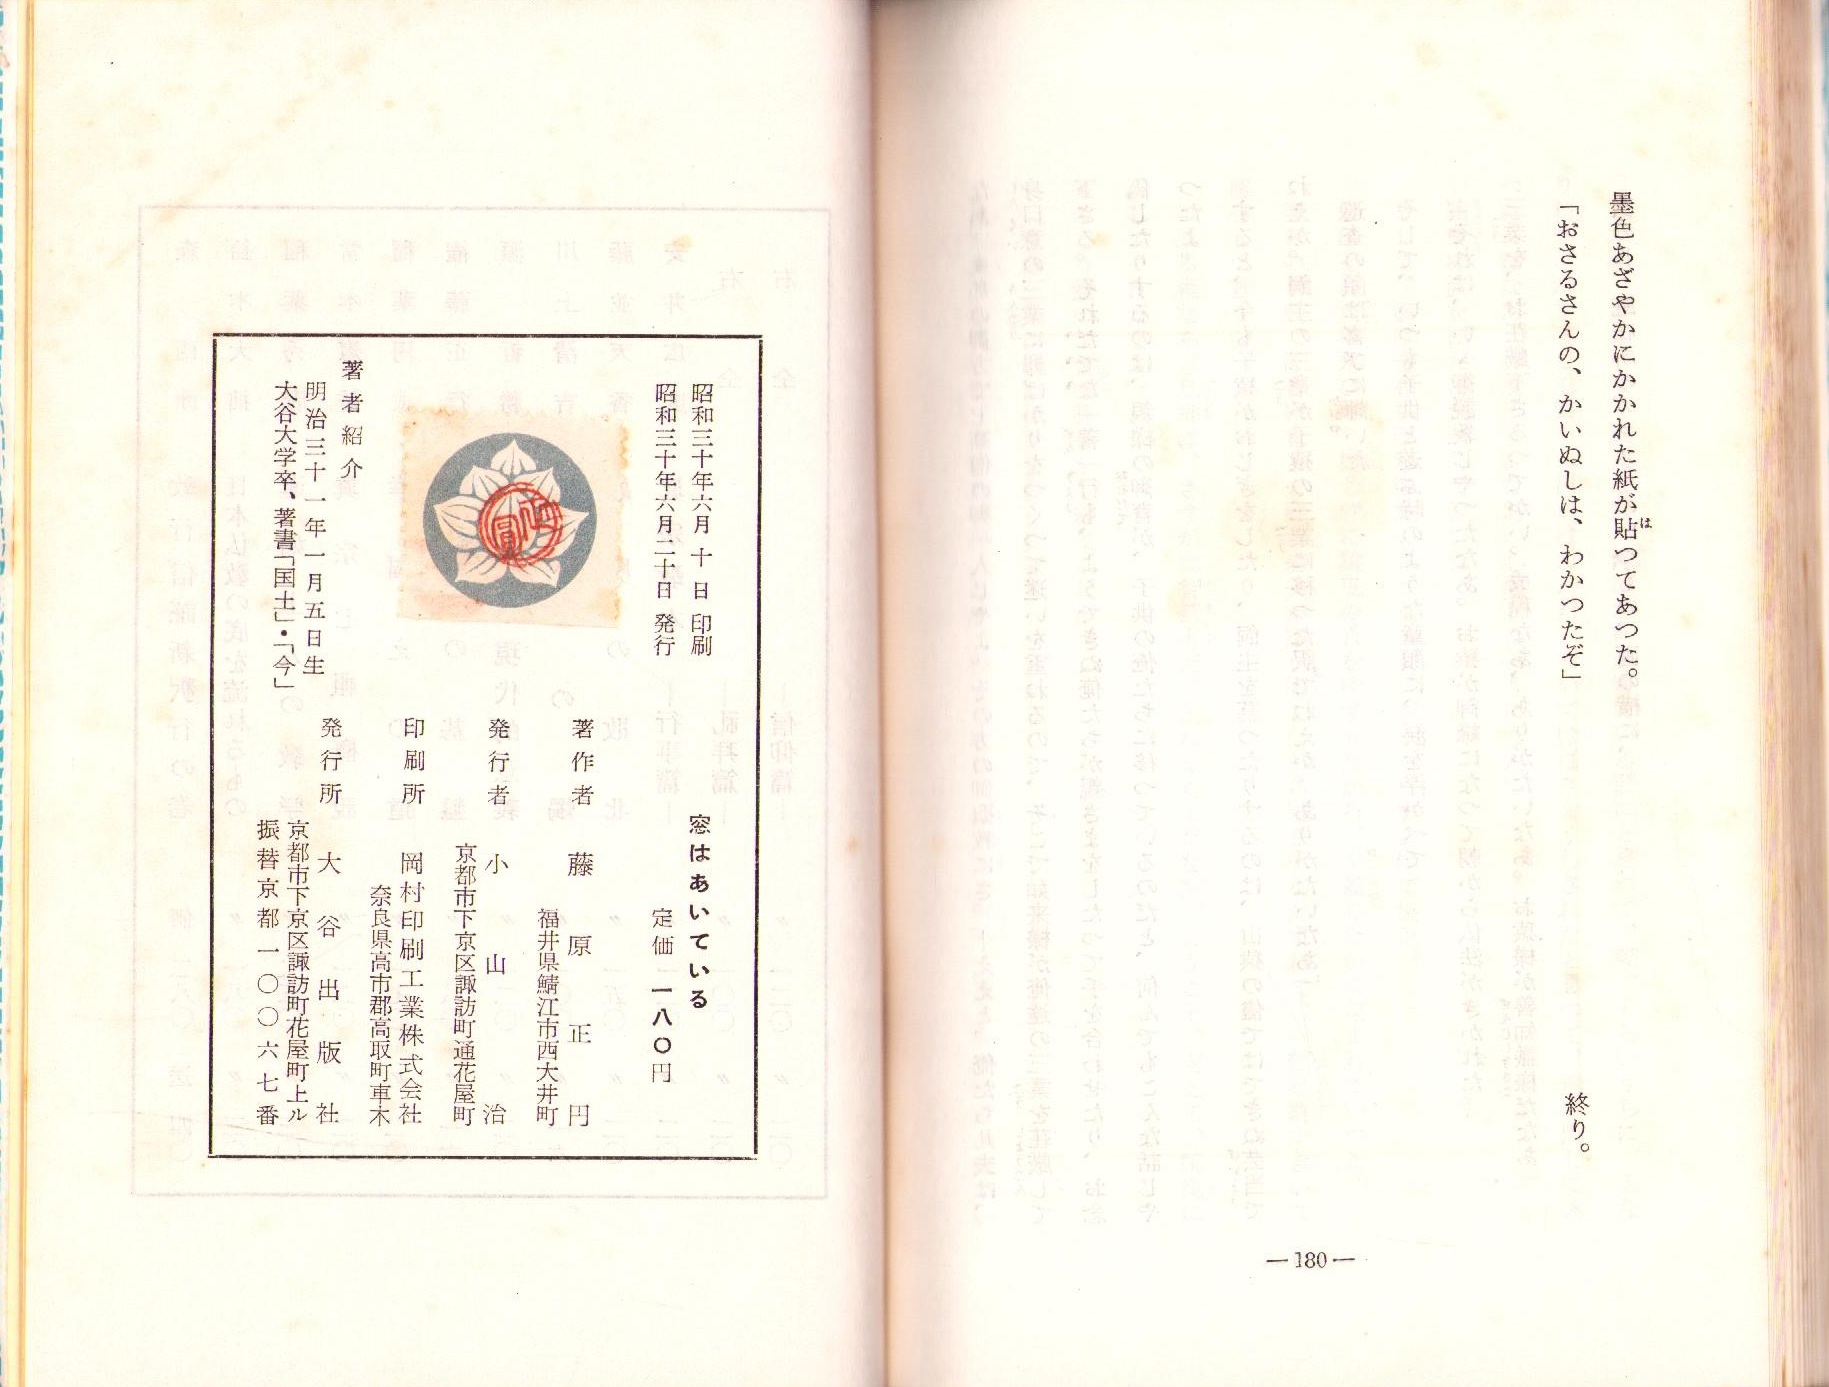 墨色あざやかにかかれた紙が貼つてあつた。
は
「おさるさんの、かいぬしは、わかつたぞ」
終り。
—180—
昭和三十年六月十日 印刷
昭和三十年六月二十日 発行
著者紹介
明治三十一年一月五日生
大谷大学卒、著書「国土」・「今」
窓はあいている
定価 一八〇円
著作者 藤原正円
福井県鯖江市西大井町
発行者 小山治
京都市下京区諏訪町通花屋町
印刷所 岡村印刷工業株式会社
奈良県高市郡高取町車木
発行所 大谷出版社
京都市下京区諏訪町花屋町上ル
振替京都一〇〇六七番